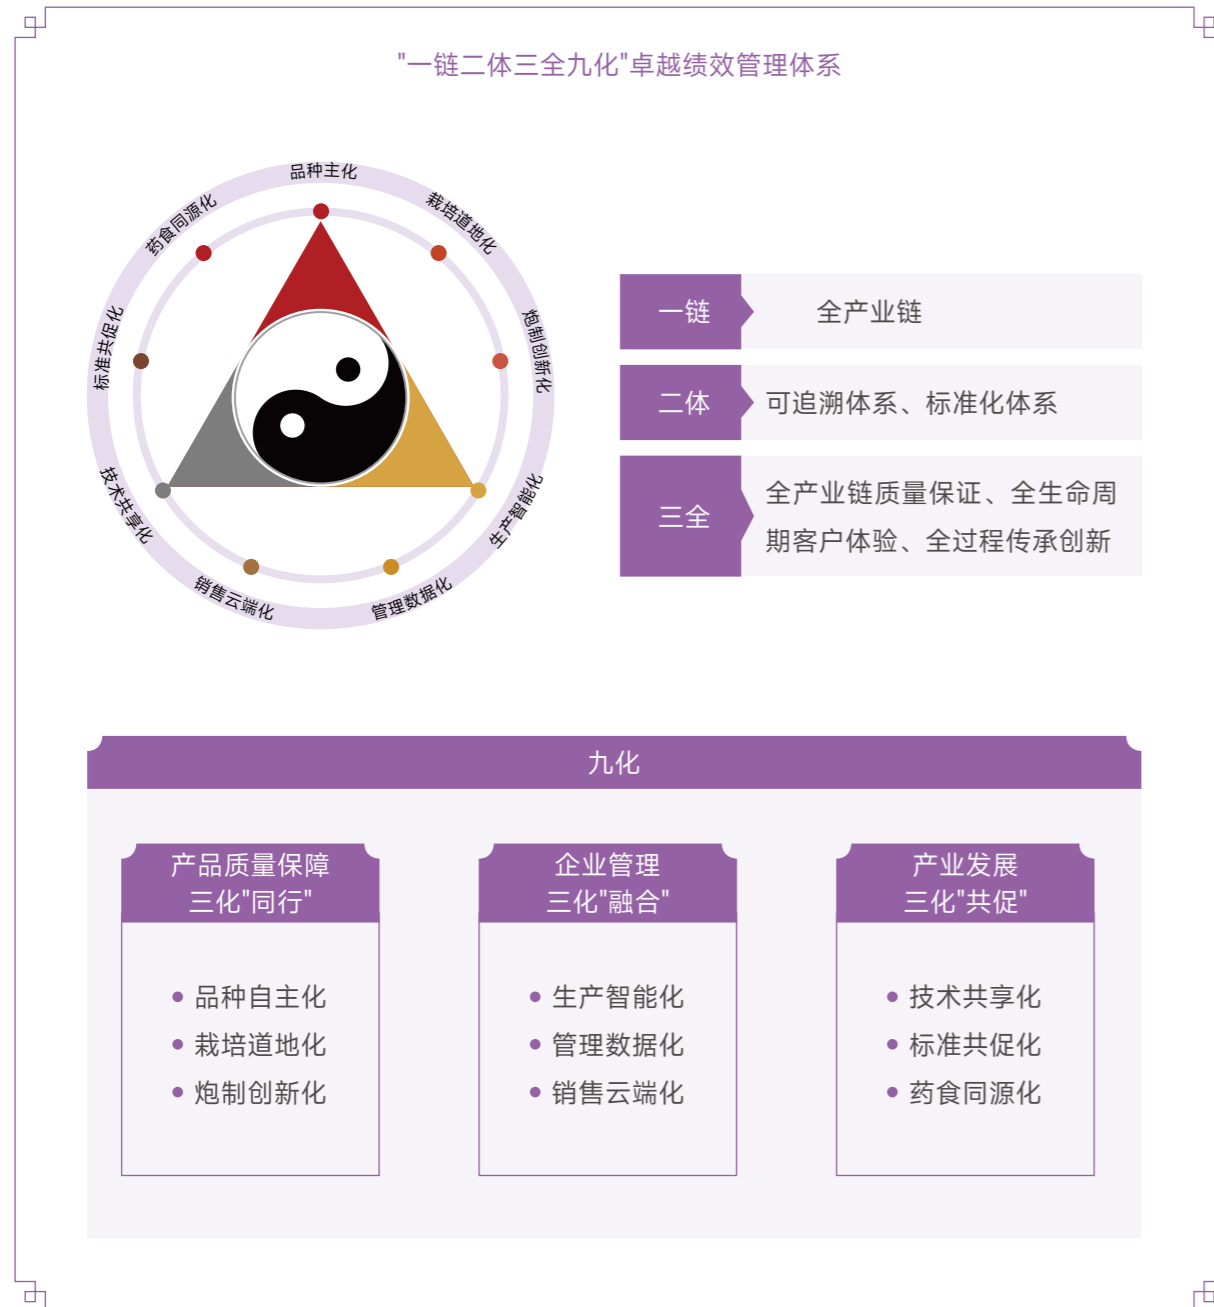 "一链二体三全九化"卓越绩效管理体系
品种主化
栽培道地化
炮制创新化
生产智能化
管理数据化
销售云端化
技术共享化
标准共促化
药食同源化
一链
全产业链
二体
可追溯体系、标准化体系
三全
全产业链质量保证、全生命周
期客户体验、全过程传承创新
九化
产品质量保障
三化"同行"
品种自主化
栽培道地化
炮制创新化
企业管理
三化"融合"
生产智能化
管理数据化
销售云端化
产业发展
三化"共促"
技术共享化
标准共促化
药食同源化